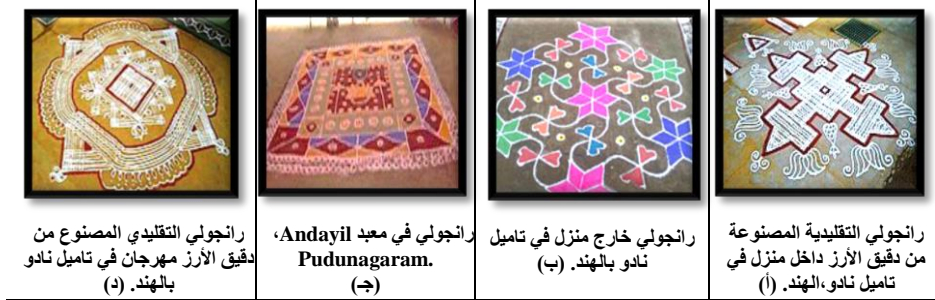 رانجولي التقليدية المصنوعة
من دقيق الأرز داخل منزل في
تاميل نادو،الهند. (أ)
رانجولي خارج منزل في تاميل
نادو بالهند. (ب)
رانجولي في معبد Andayil،
Pudunagaram.
(جـ)
رانجولي التقليدي المصنوع من
دقيق الأرز مهرجان في تاميل نادو
بالهند. (د)